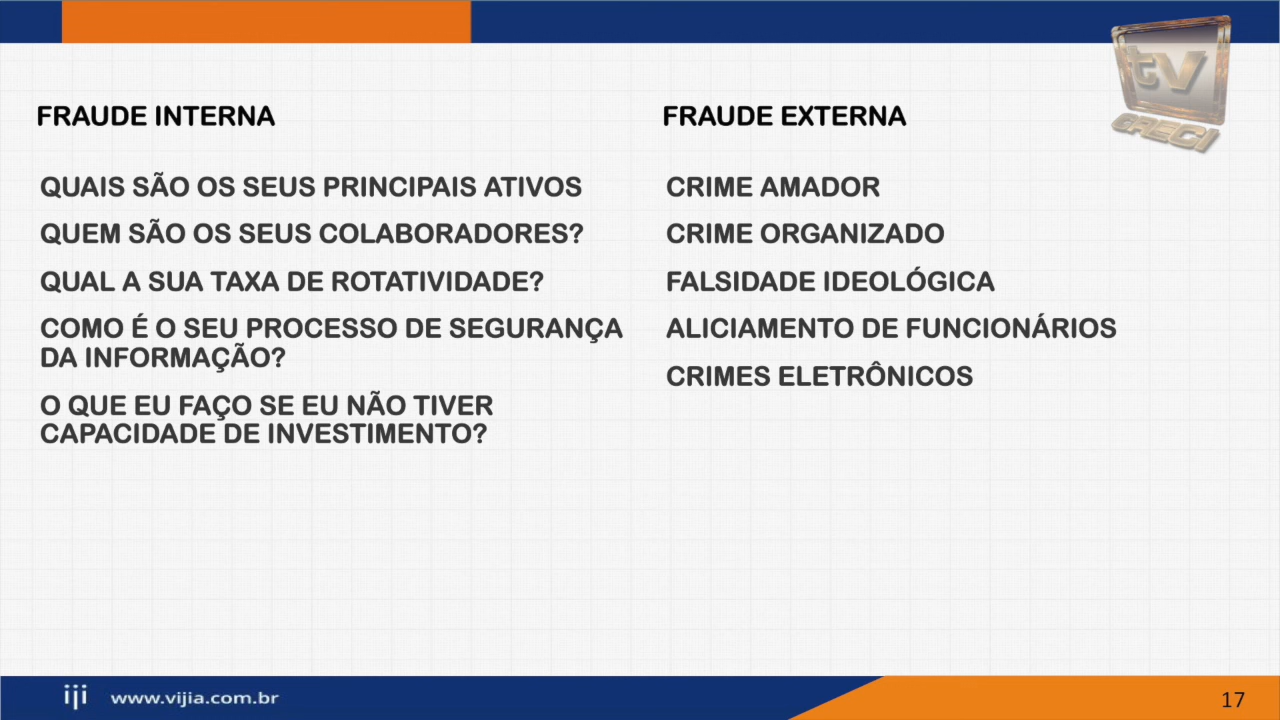 tv
CRECI
FRAUDE INTERNA
QUAIS SÃO OS SEUS PRINCIPAIS ATIVOS
QUEM SÃO OS SEUS COLABORADORES?
QUAL A SUA TAXA DE ROTATIVIDADE?
COMO É O SEU PROCESSO DE SEGURANÇA
DA INFORMAÇÃO?
O QUE EU FAÇO SE EU NÃO TIVER
CAPACIDADE DE INVESTIMENTO?
FRAUDE EXTERNA
CRIME AMADOR
CRIME ORGANIZADO
FALSIDADE IDEOLÓGICA
ALICIAMENTO DE FUNCIONÁRIOS
CRIMES ELETRÔNICOS
iji www.vijia.com.br
17